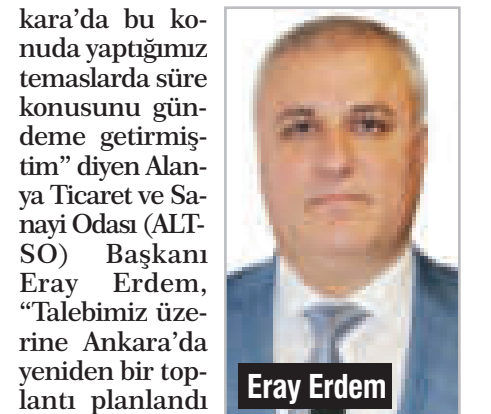 kara’da bu ko-
nuda yaptığımız
temaslarda süre
konusunu gün-
deme getirmiş-
tim” diyen Alan-
ya Ticaret ve Sa-
nayi Odası (ALT-
SO) Başkanı
Eray Erdem,
“Talebimiz üze-
rine Ankara’da
yeniden bir top-
lantı planlandı
Eray Erdem